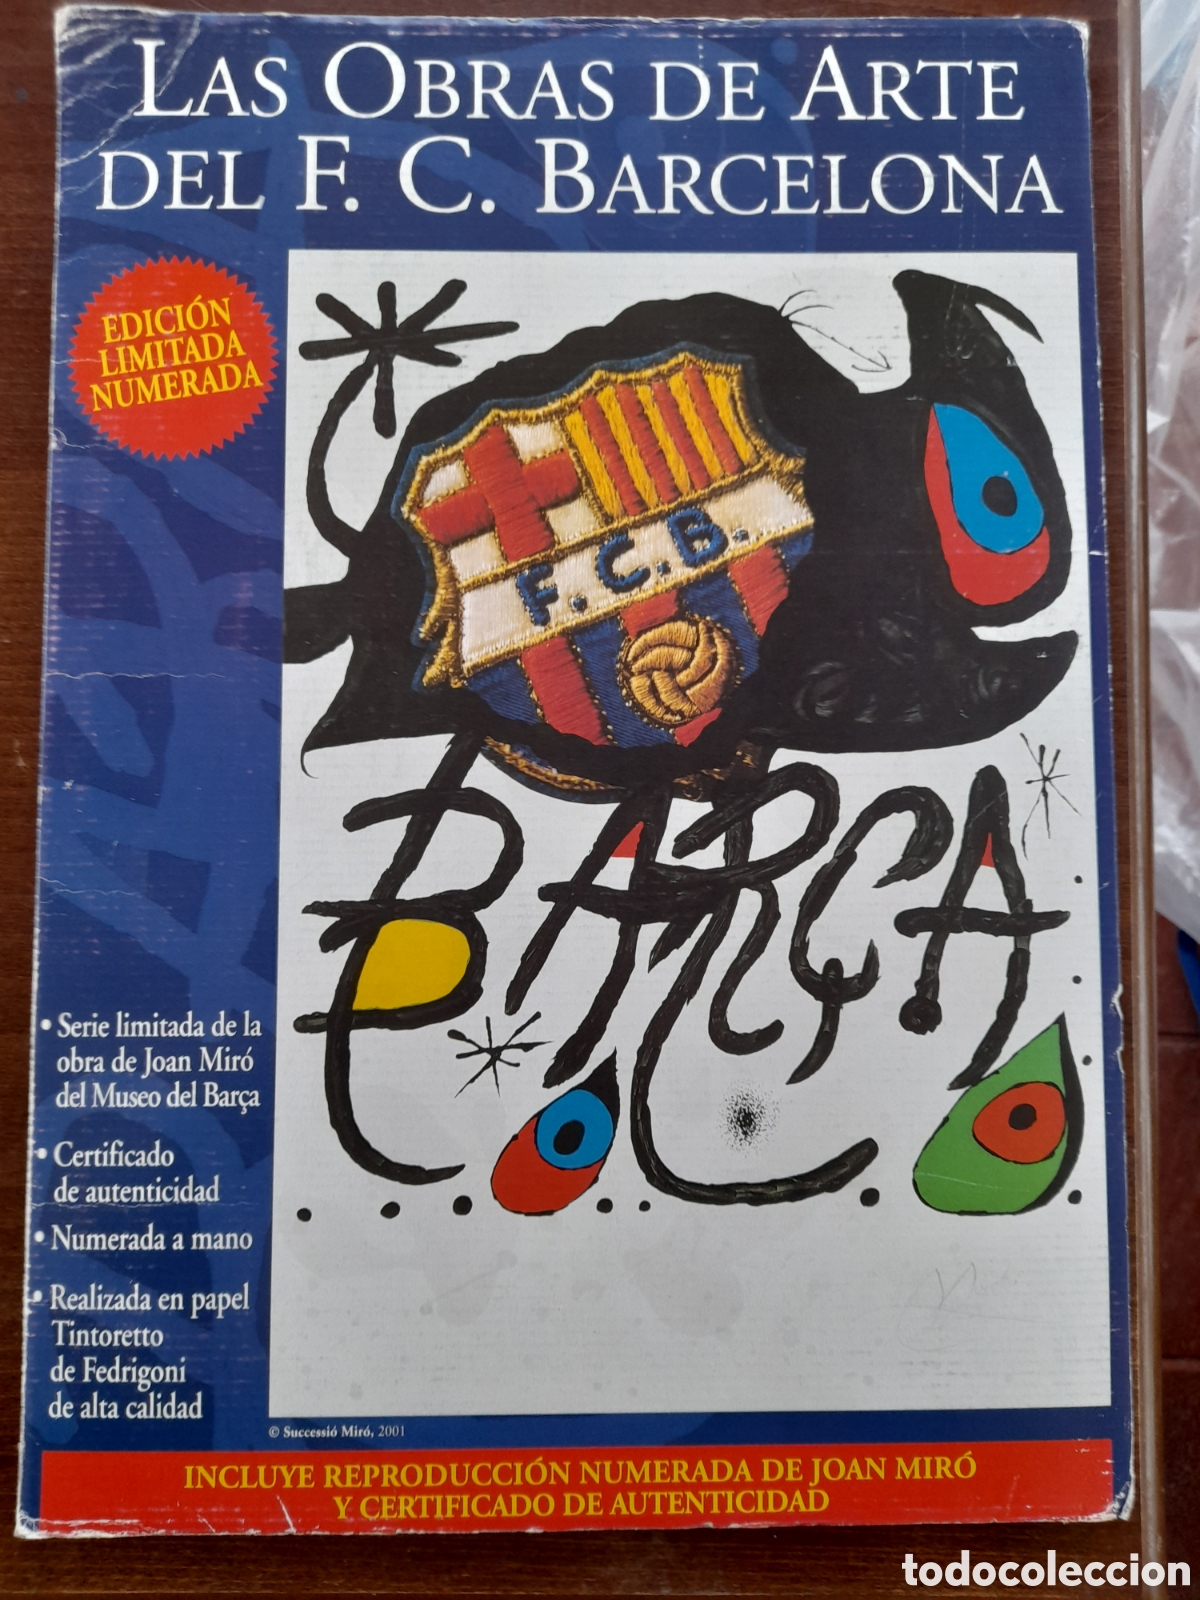 LAS OBRAS DE ARTE
DEL F. C. BARCELONA
EDICIÓN
LIMITADA
NUMERADA
F.C.B.
BARÇA
• Serie limitada de la
obra de Joan Miró
del Museo del Barça
• Certificado
de autenticidad
• Numerada a mano
• Realizada en papel
Tintoretto
de Fedrigoni
de alta calidad
© Successió Miró, 2001
INCLUYE REPRODUCCIÓN NUMERADA DE JOAN MIRÓ
Y CERTIFICADO DE AUTENTICIDAD
todocoleccion